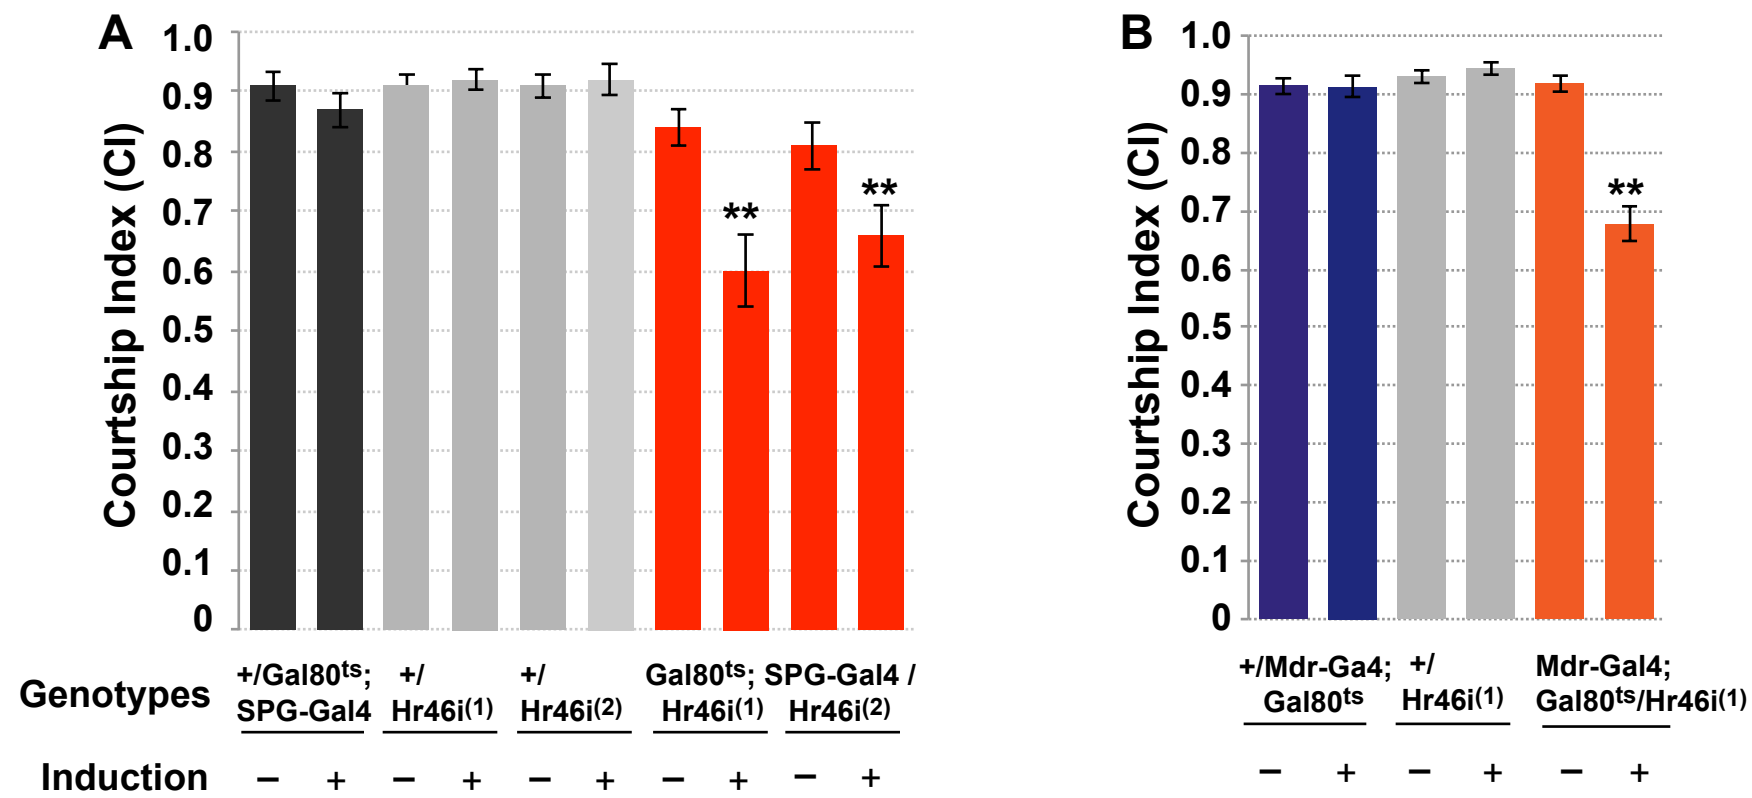 A
1.0
0.9
0.8
0.7
0.6
0.5
0.4
0.3
0.2
0.1
0
Courtship Index (CI)
**
**
Genotypes
+/Gal80ts;
SPG-Gal4
+/
Hr46i(1)
+/
Hr46i(2)
Gal80ts; SPG-Gal4 /
Hr46i(1)
Hr46i(2)
Induction
− + − + − + − + − +
B
1.0
0.9
0.8
0.7
0.6
0.5
0.4
0.3
0.2
0.1
0
Courtship Index (CI)
**
+/Mdr-Ga4;
Gal80ts
+/
Hr46i(1)
Mdr-Gal4;
Gal80ts/Hr46i(1)
− + − + − +